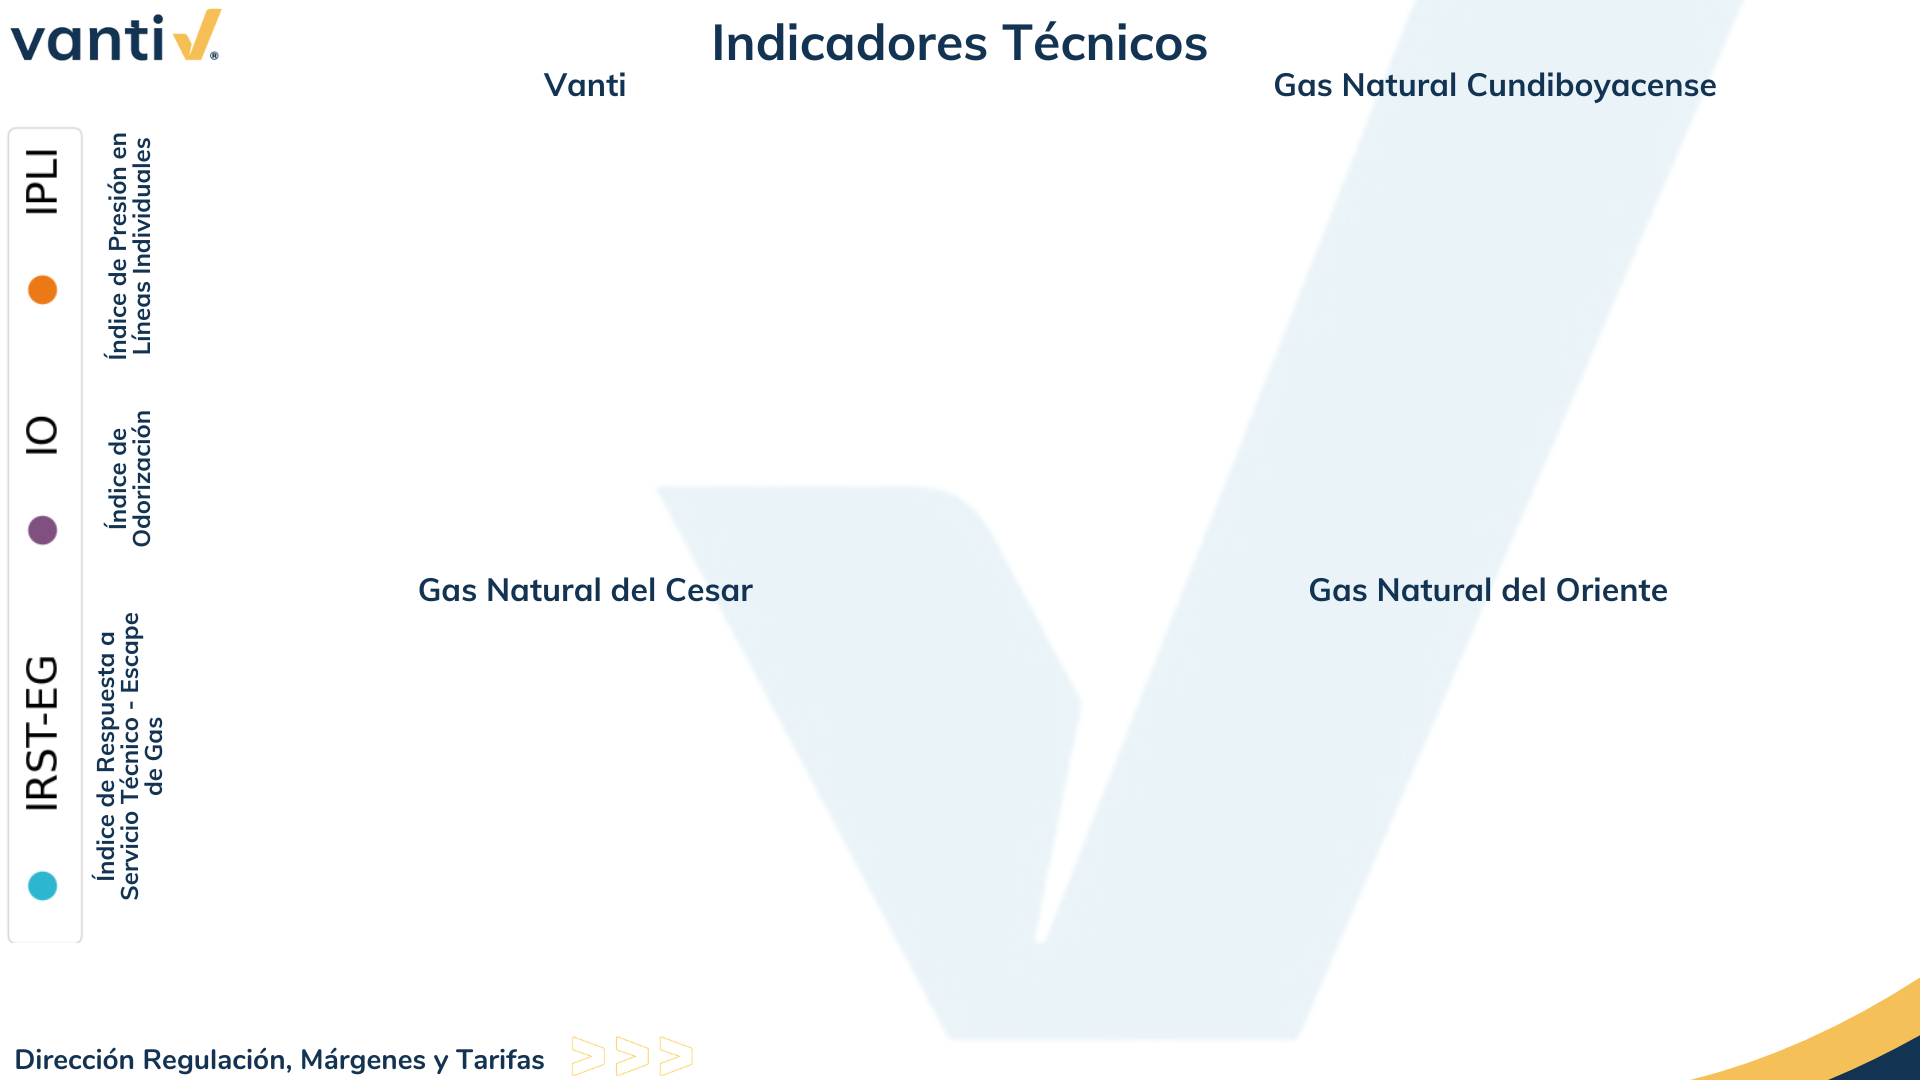 vanti
Indicadores Técnicos
Vanti
Gas Natural Cundiboyacense
IPLI
Índice de Presión en
Líneas Individuales
IO
Índice de
Odorización
Gas Natural del Cesar
Gas Natural del Oriente
IRST-EG
Índice de Respuesta a
Servicio Técnico - Escape
de Gas
Dirección Regulación, Márgenes y Tarifas